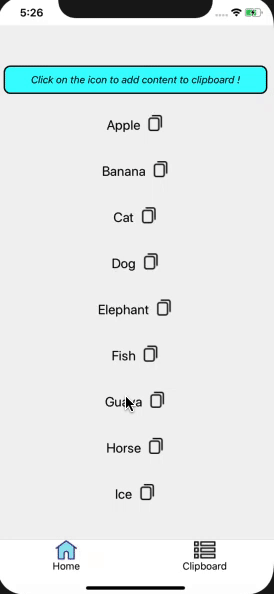 5:26
Click on the icon to add content to clipboard !
Apple
Banana
Cat
Dog
Elephant
Fish
Guava
Horse
Ice
Home
Clipboard